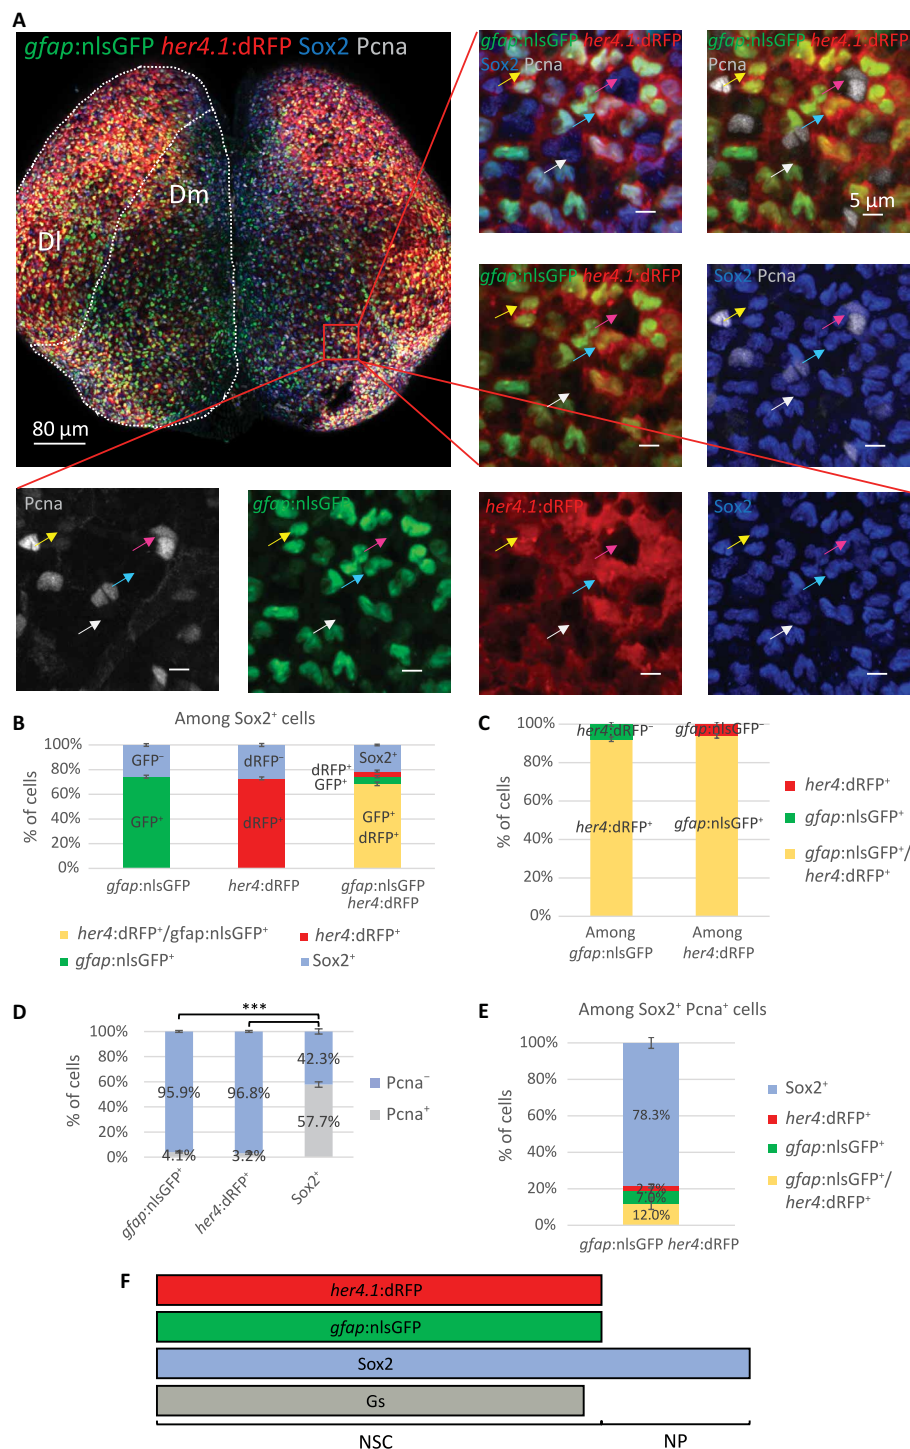 A
gfap:nlsGFP her4.1:dRFP Sox2 Pcna
Dm
Dl
80 µm
gfap:nlsGFP her4.1:dRFP
Sox2 Pcna
gfap:nlsGFP her4.1:dRFP
Pcna
5 µm
gfap:nlsGFP her4.1:dRFP
Sox2 Pcna
Pcna
gfap:nlsGFP
her4.1:dRFP
Sox2
B
Among Sox2⁺ cells
% of cells
100%
80%
60%
40%
20%
0%
GFP⁻
GFP⁺
dRFP⁻
dRFP⁺
Sox2⁺
dRFP⁺
GFP⁺
GFP⁺
dRFP⁺
gfap:nlsGFP
her4:dRFP
gfap:nlsGFP
her4:dRFP
her4:dRFP⁺/gfap:nlsGFP⁺
her4:dRFP⁺
gfap:nlsGFP⁺
Sox2⁺
C
% of cells
100%
80%
60%
40%
20%
0%
her4:dRFP⁻
her4:dRFP⁺
gfap:nlsGFP⁻
gfap:nlsGFP⁺
Among
gfap:nlsGFP
Among
her4:dRFP
her4:dRFP⁺
gfap:nlsGFP⁺
gfap:nlsGFP⁺/
her4:dRFP⁺
D
***
% of cells
100%
80%
60%
40%
20%
0%
95.9%
4.1%
96.8%
3.2%
42.3%
57.7%
gfap:nlsGFP⁺
her4:dRFP⁺
Sox2⁺
Pcna⁻
Pcna⁺
E
Among Sox2⁺ Pcna⁺ cells
% of cells
100%
80%
60%
40%
20%
0%
78.3%
2.7%
7.0%
12.0%
gfap:nlsGFP her4:dRFP
Sox2⁺
her4:dRFP⁺
gfap:nlsGFP⁺
gfap:nlsGFP⁺/
her4:dRFP⁺
F
her4.1:dRFP
gfap:nlsGFP
Sox2
Gs
NSC
NP